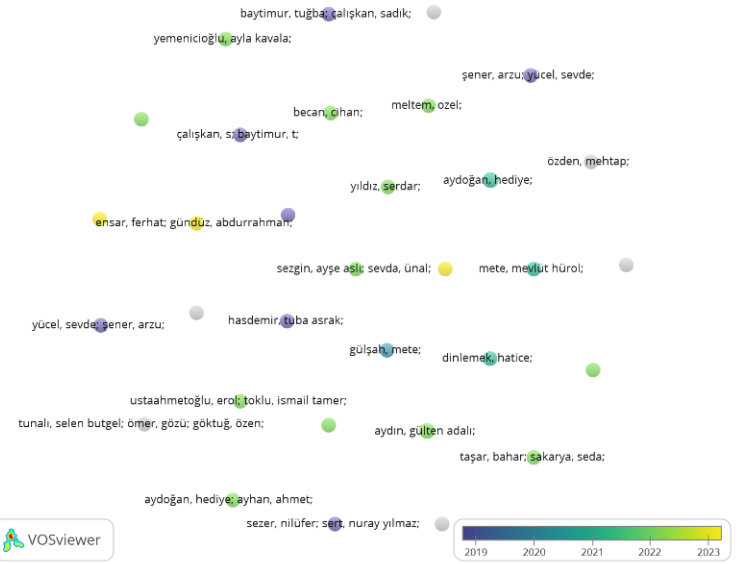 baytimur, tuğba; çalışkan, sadık;
yemenicioğlu, ayla kavala;
şener, arzu; yücel, sevde;
becan, cihan;
meltem, ozel;
çalışkan, s; baytimur, t;
özden, mehtap;
yıldız, serdar;
aydoğan, hediye;
ensar, ferhat; gündüz, abdurrahman;
sezgin, ayşe aslı; sevda, ünal;
mete, mevlüt hürol;
yücel, sevde; şener, arzu;
hasdemir, tuba asrak;
gülşah, mete;
dinlemek, hatice;
ustaahmetoğlu, erol; toklu, ismail tamer;
tunalı, selen butgel; ömer, gözü; göktuğ, özen;
aydın, gülten adalı;
taşar, bahar; sakarya, seda;
aydoğan, hediye; ayhan, ahmet;
sezer, nilüfer; sert, nuray yılmaz;
VOSviewer
2019 2020 2021 2022 2023